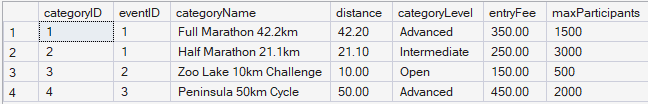 categoryID eventID categoryName distance categoryLevel entryFee maxParticipants
1 1 1 Full Marathon 42.2km 42.20 Advanced 350.00 1500
2 2 1 Half Marathon 21.1km 21.10 Intermediate 250.00 3000
3 3 2 Zoo Lake 10km Challenge 10.00 Open 150.00 500
4 4 3 Peninsula 50km Cycle 50.00 Advanced 450.00 2000